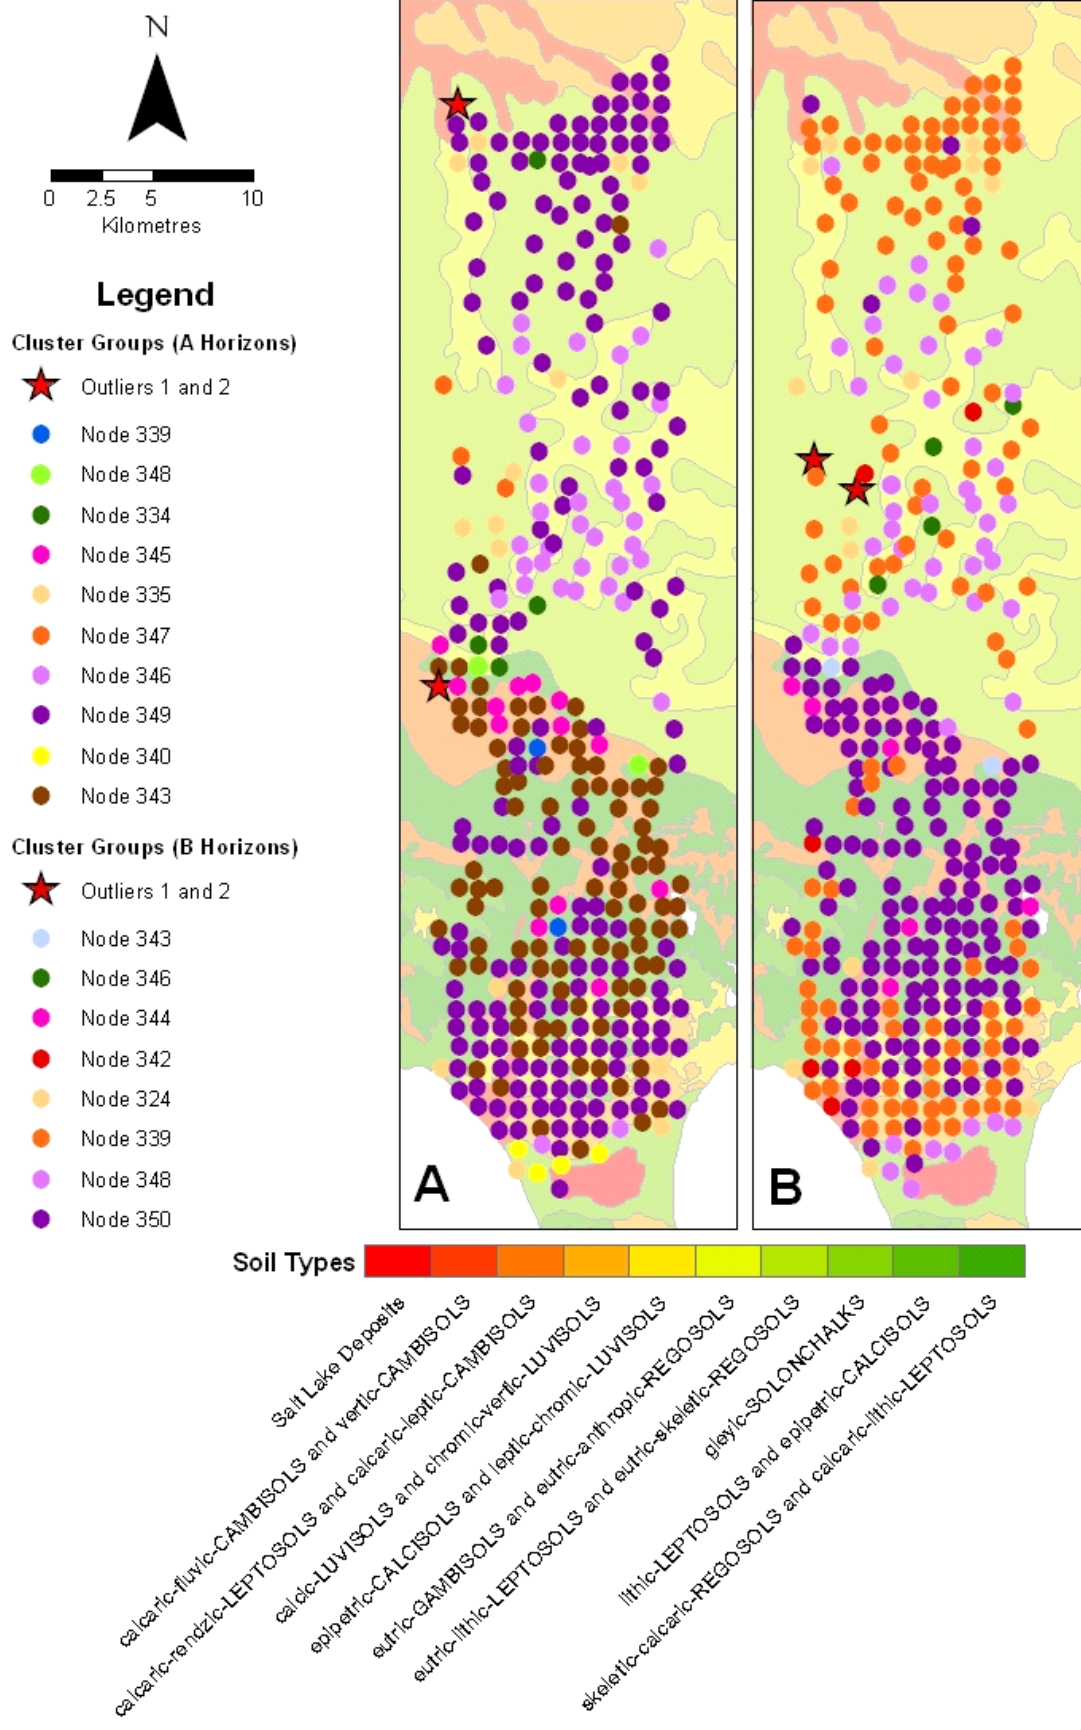 N
0 2.5 5 10
Kilometres
Legend
Cluster Groups (A Horizons)
Outliers 1 and 2
Node 339
Node 348
Node 334
Node 345
Node 335
Node 347
Node 346
Node 349
Node 340
Node 343
Cluster Groups (B Horizons)
Outliers 1 and 2
Node 343
Node 346
Node 344
Node 342
Node 324
Node 339
Node 348
Node 350
A
B
Soil Types
Salt Lake Deposits
calcaric-fluvic-CAMBISOLS and vertic-CAMBISOLS
calcaric-rendzic-LEPTOSOLS and calcaric-leptic-CAMBISOLS
calcic-LUVISOLS and chromic-vertic-LUVISOLS
epipetric-CALCISOLS and leptic-chromic-LUVISOLS
eutric-GAMBISOLS and eutric-anthropic-REGOSOLS
eutric-lithic-LEPTOSOLS and eutric-skeletic-REGOSOLS
gleyic-SOLONCHALKS
lithic-LEPTOSOLS and epipetric-CALCISOLS
skeletic-calcaric-REGOSOLS and calcaric-lithic-LEPTOSOLS